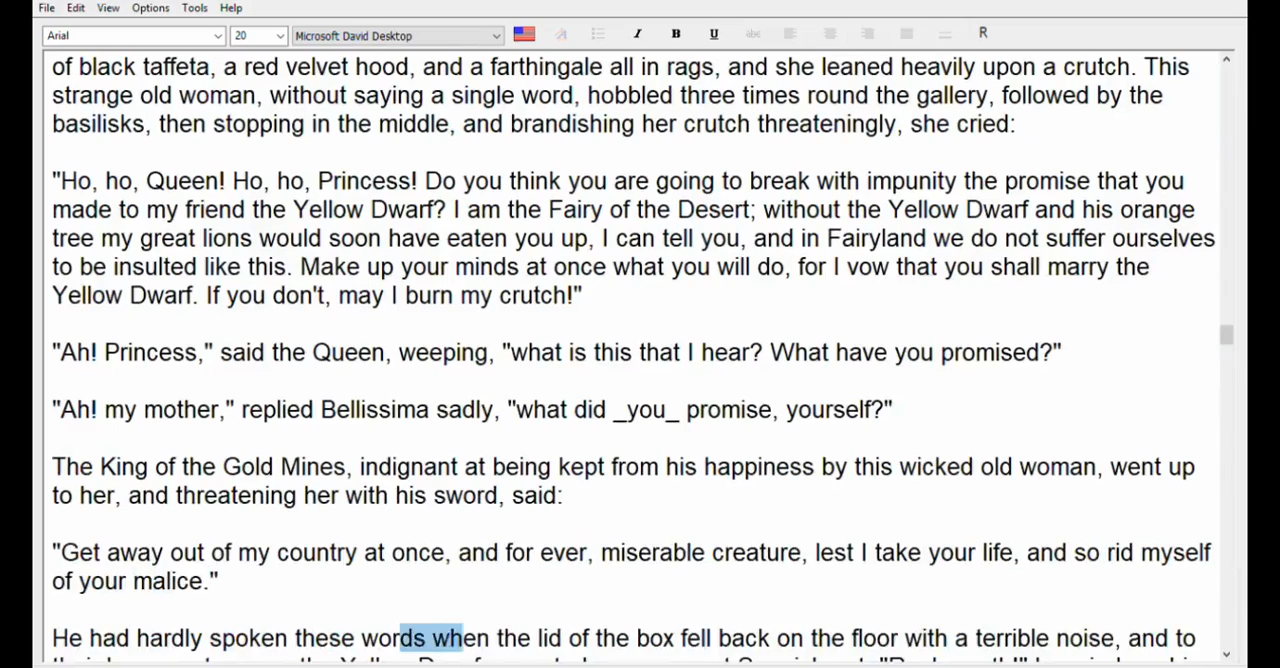 File Edit View Options Tools Help
Arial 20 Microsoft David Desktop I B U abc R
of black taffeta, a red velvet hood, and a farthingale all in rags, and she leaned heavily upon a crutch. This
strange old woman, without saying a single word, hobbled three times round the gallery, followed by the
basilisks, then stopping in the middle, and brandishing her crutch threateningly, she cried:
"Ho, ho, Queen! Ho, ho, Princess! Do you think you are going to break with impunity the promise that you
made to my friend the Yellow Dwarf? I am the Fairy of the Desert; without the Yellow Dwarf and his orange
tree my great lions would soon have eaten you up, I can tell you, and in Fairyland we do not suffer ourselves
to be insulted like this. Make up your minds at once what you will do, for I vow that you shall marry the
Yellow Dwarf. If you don't, may I burn my crutch!"
"Ah! Princess," said the Queen, weeping, "what is this that I hear? What have you promised?"
"Ah! my mother," replied Bellissima sadly, "what did _you_ promise, yourself?"
The King of the Gold Mines, indignant at being kept from his happiness by this wicked old woman, went up
to her, and threatening her with his sword, said:
"Get away out of my country at once, and for ever, miserable creature, lest I take your life, and so rid myself
of your malice."
He had hardly spoken these words when the lid of the box fell back on the floor with a terrible noise, and to